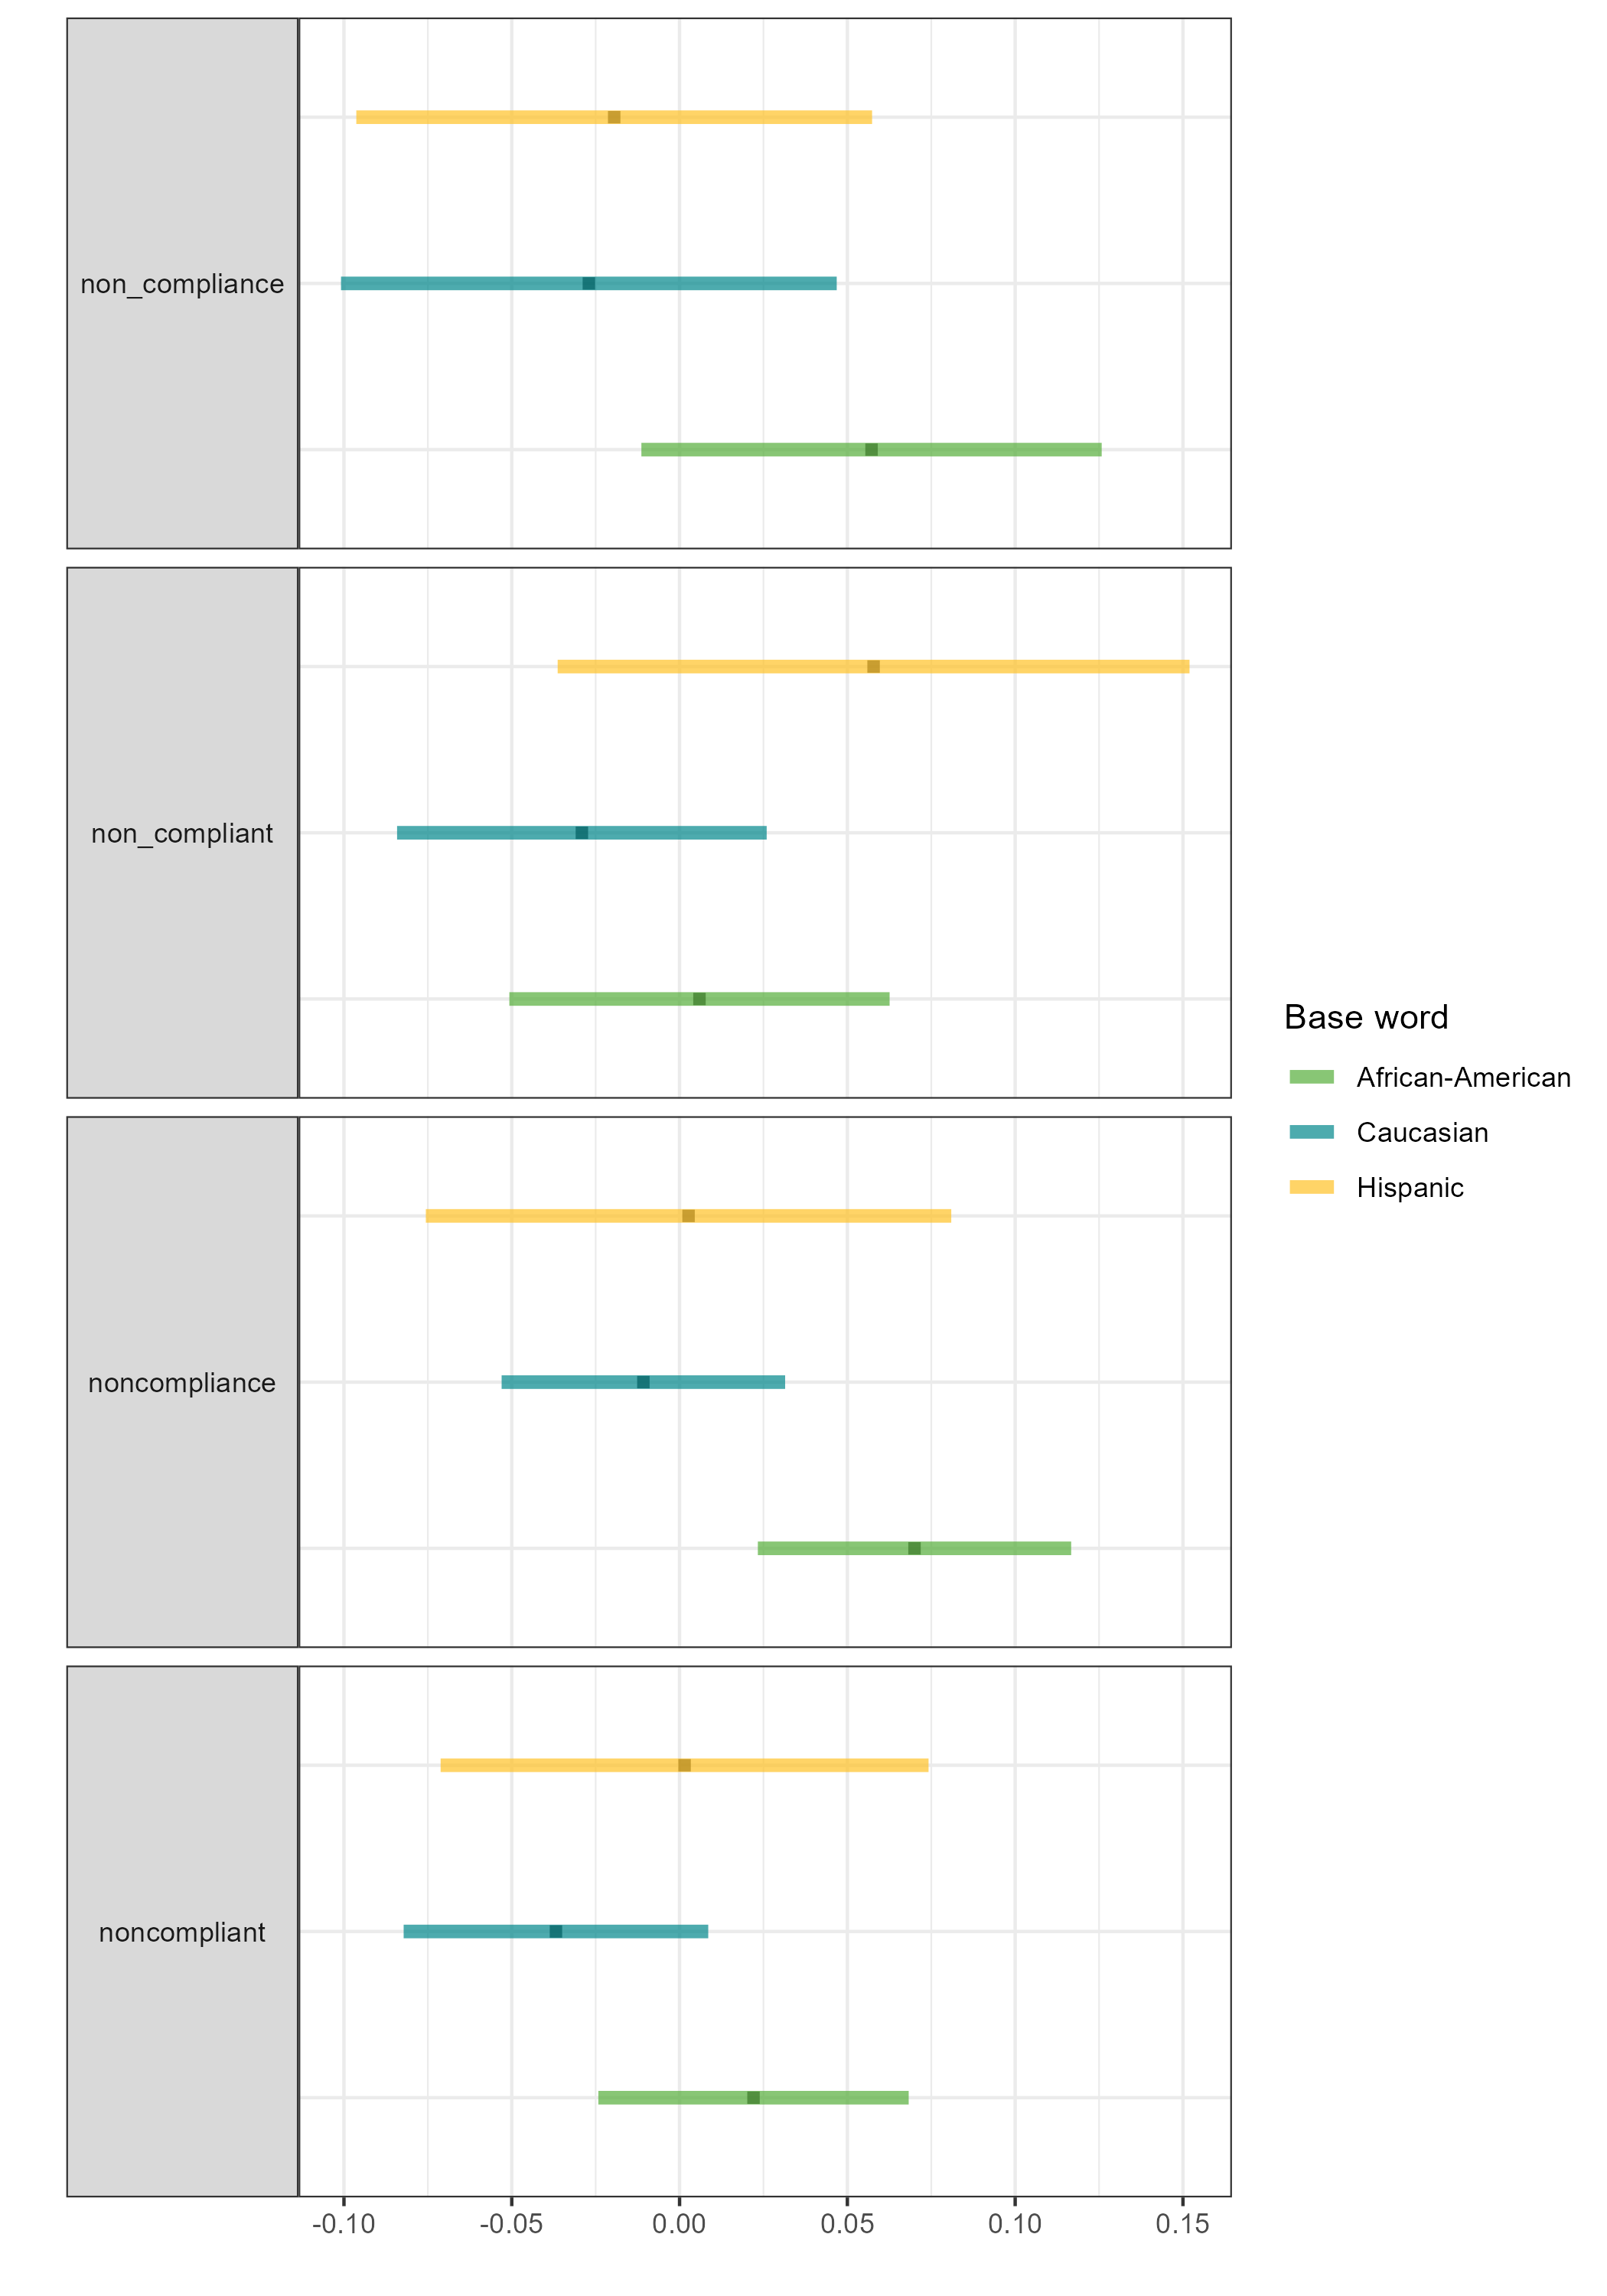 non_compliance
non_compliant
noncompliance
noncompliant
-0.10 -0.05 0.00 0.05 0.10 0.15
Base word
African-American
Caucasian
Hispanic